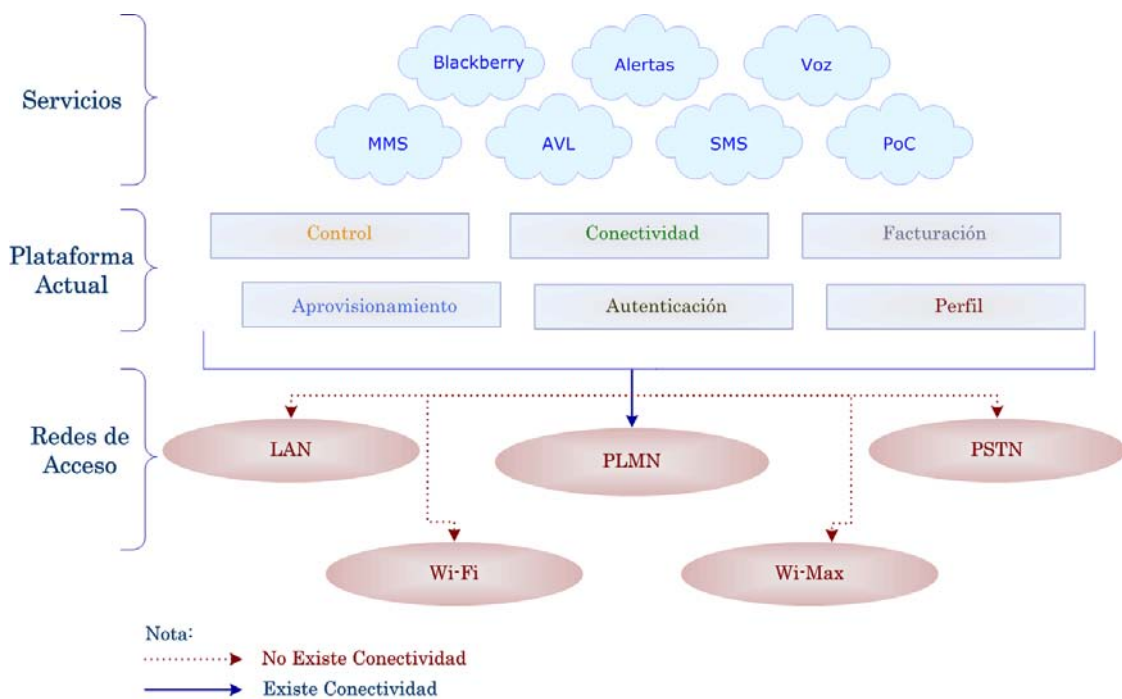 Servicios
Blackberry
Alertas
Voz
MMS
AVL
SMS
PoC
Plataforma
Actual
Control
Conectividad
Facturación
Aprovisionamiento
Autenticación
Perfil
Redes de
Acceso
LAN
PLMN
PSTN
Wi-Fi
Wi-Max
Nota:
No Existe Conectividad
Existe Conectividad